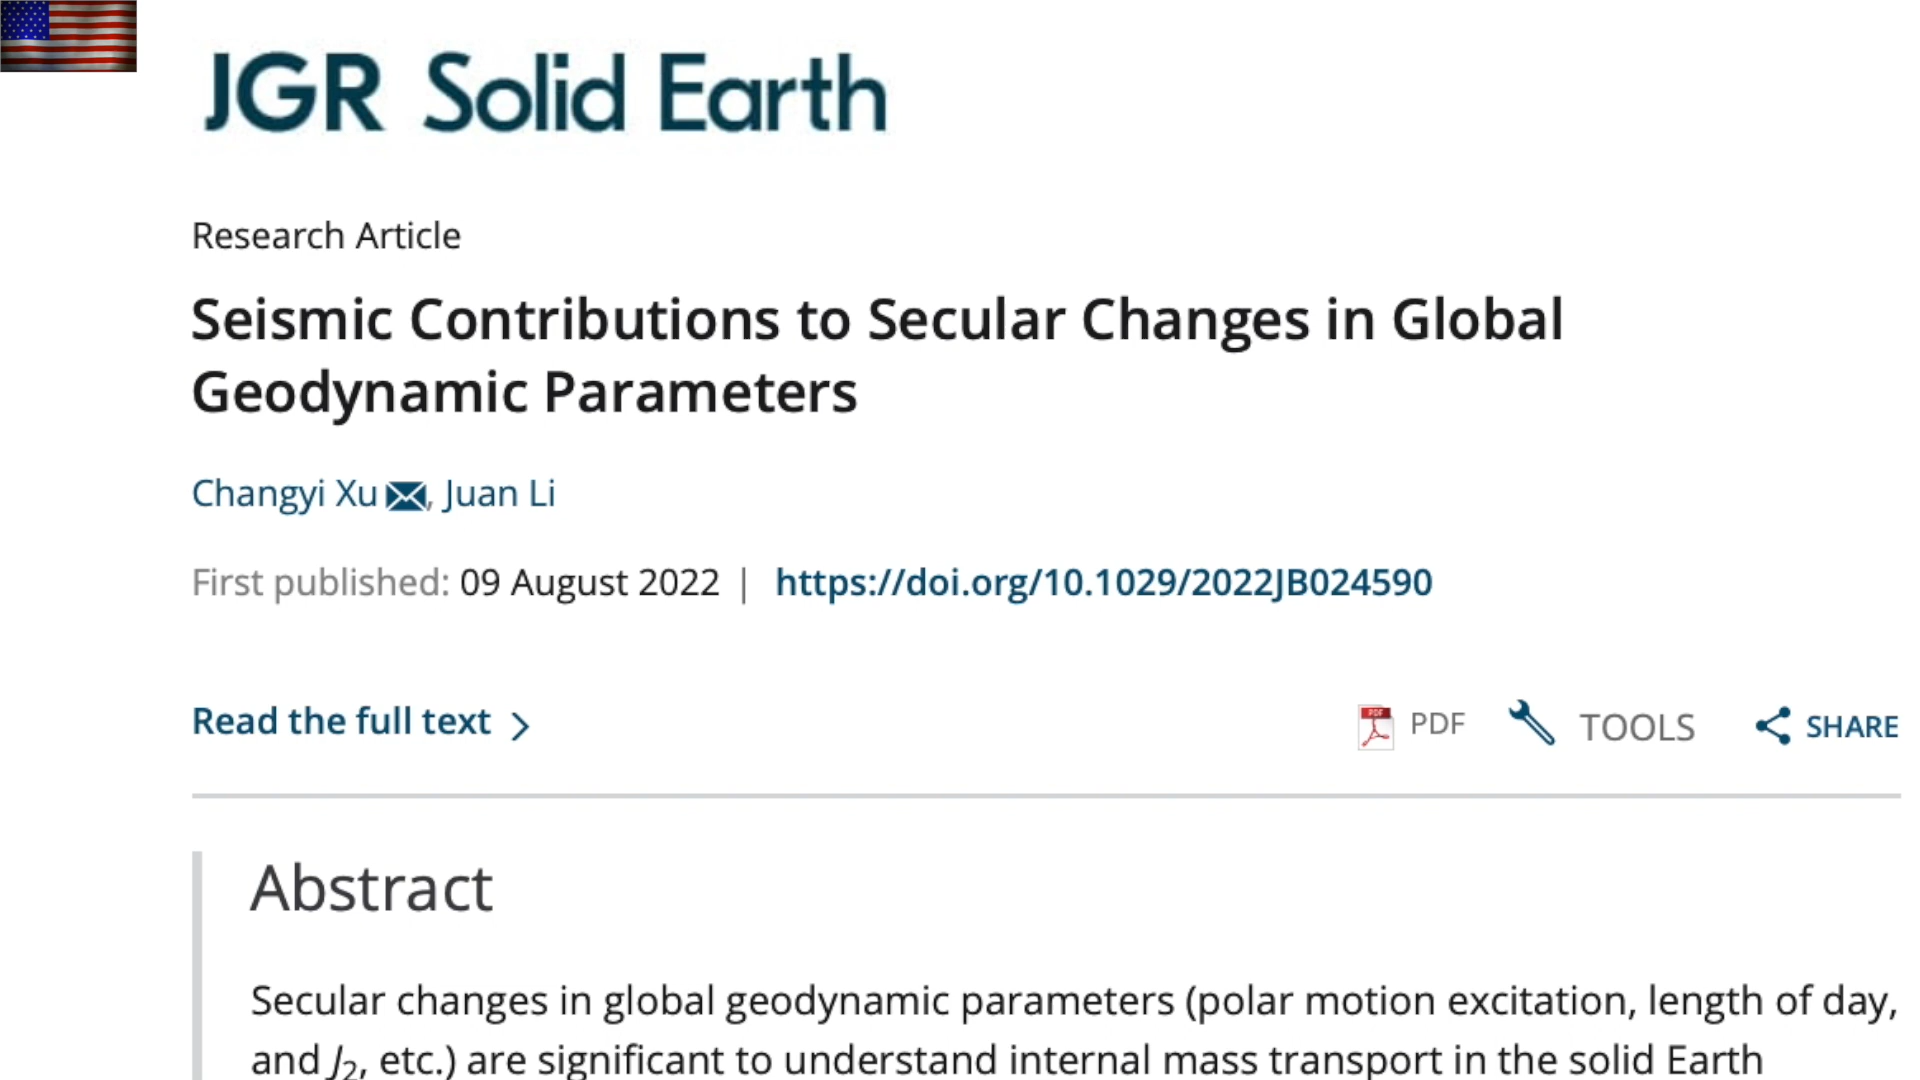 JGR Solid Earth
Research Article
Seismic Contributions to Secular Changes in Global
Geodynamic Parameters
Changyi Xu, Juan Li
First published: 09 August 2022 | https://doi.org/10.1029/2022JB024590
Read the full text
PDF TOOLS SHARE
Abstract
Secular changes in global geodynamic parameters (polar motion excitation, length of day,
and J₂, etc.) are significant to understand internal mass transport in the solid Earth